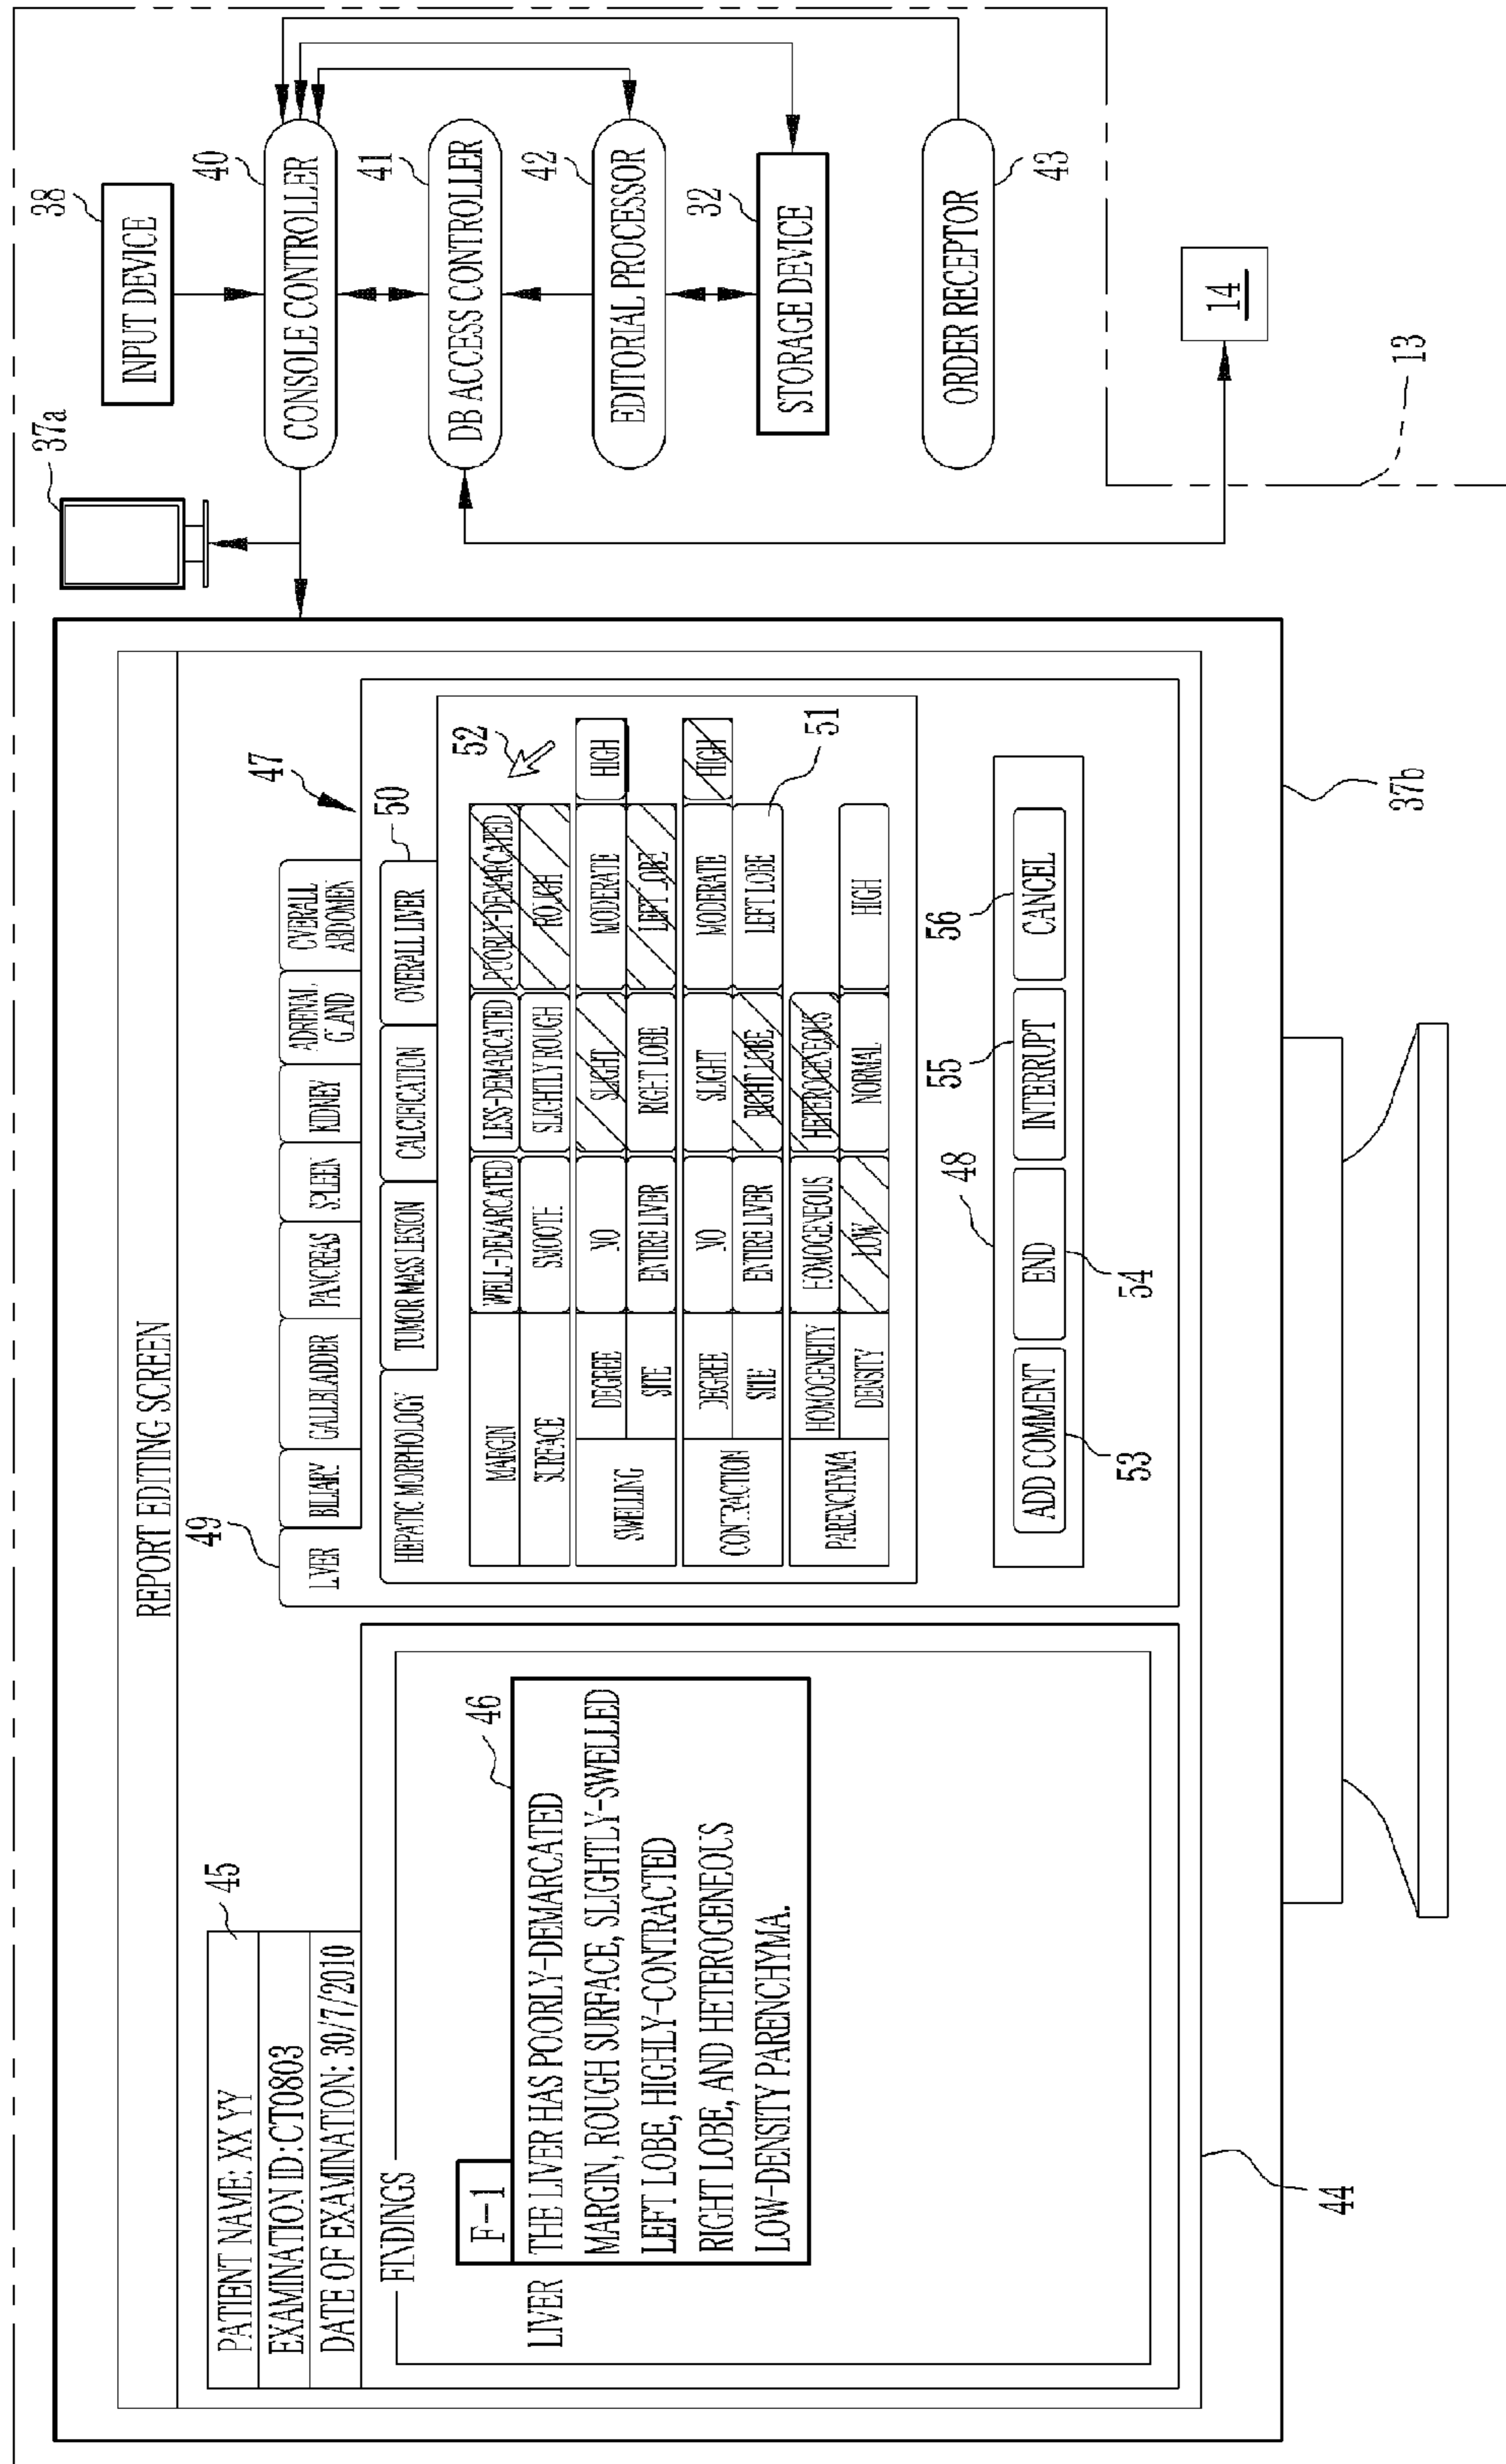 REPORT EDITING SCREEN
PATIENT NAME: XX YY
EXAMINATION ID:CT0803
DATE OF EXAMINATION: 30/7/2010
45
FINDINGS
F-1
46
LIVER
THE LIVER HAS POORLY-DEMARCATED
MARGIN, ROUGH SURFACE, SLIGHTLY-SWELLED
LEFT LOBE, HIGHLY-CONTRACTED
RIGHT LOBE, AND HETEROGENEOUS
LOW-DENSITY PARENCHYMA.
44
49
47
LIVER
BILIARY
GALLBLADDER
PANCREAS
SPLEEN
KIDNEY
ADRENAL
GLAND
OVERALL
ABDOMEN
50
HEPATIC MORPHOLOGY
TUMOR MASS LESION
CALCIFICATION
OVERALL LIVER
52
MARGIN WELL-DEMARCATED LESS-DEMARCATED POORLY-DEMARCATED
SURFACE SMOOTH SLIGHTLY ROUGH ROUGH
SWELLING
DEGREE NO SLIGHT MODERATE HIGH
SITE ENTIRE LIVER RIGHT LOBE LEFT LOBE
CONTRACTION
DEGREE NO SLIGHT MODERATE HIGH
SITE ENTIRE LIVER RIGHT LOBE LEFT LOBE
51
PARENCHYMA
HOMOGENEITY HOMOGENEOUS HETEROGENEOUS
DENSITY LOW NORMAL HIGH
48
55
56
ADD COMMENT
END
INTERRUPT
CANCEL
53
54
37b
37a
38
INPUT DEVICE
40
CONSOLE CONTROLLER
41
DB ACCESS CONTROLLER
42
EDITORIAL PROCESSOR
32
STORAGE DEVICE
ORDER RECEPTOR
43
14
13